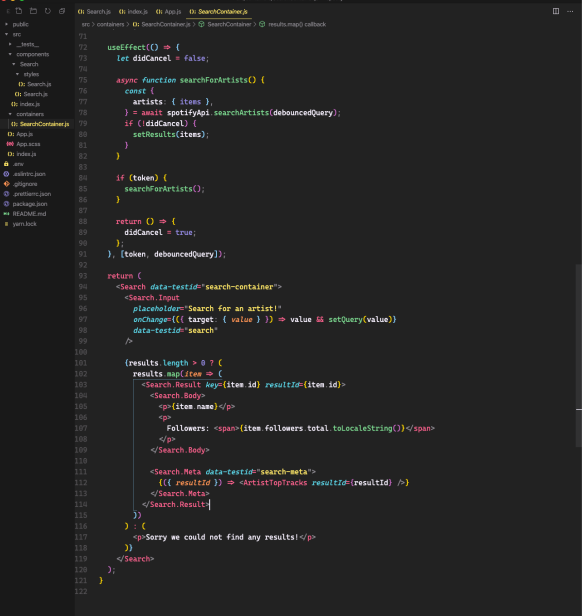 Search.js
index.js
App.js
SearchContainer.js
src › containers › SearchContainer.js › SearchContainer › results.map() callback
public
src
__tests__
components
Search
styles
Search.js
Search.js
index.js
containers
SearchContainer.js
App.js
App.scss
index.js
.env
.eslintrc.json
.gitignore
.prettierrc.json
package.json
README.md
yarn.lock
71
72 useEffect(() => {
73 let didCancel = false;
74
75 async function searchForArtists() {
76 const {
77 artists: { items },
78 } = await spotifyApi.searchArtists(debouncedQuery);
79 if (!didCancel) {
80 setResults(items);
81 }
82 }
83
84 if (token) {
85 searchForArtists();
86 }
87
88 return () => {
89 didCancel = true;
90 };
91 }, [token, debouncedQuery]);
92
93 return (
94 <Search data-testid="search-container">
95 <Search.Input
96 placeholder="Search for an artist!"
97 onChange={({ target: { value } }) => value && setQuery(value)}
98 data-testid="search"
99 />
100
101 {results.length > 0 ? (
102 results.map(item => (
103 <Search.Result key={item.id} resultId={item.id}>
104 <Search.Body>
105 <p>{item.name}</p>
106 <p>
107 Followers: <span>{item.followers.total.toLocaleString()}</span>
108 </p>
109 </Search.Body>
110
111 <Search.Meta data-testid="search-meta">
112 {({ resultId }) => <ArtistTopTracks resultId={resultId} />}
113 </Search.Meta>
114 </Search.Result>
115 ))
116 ) : (
117 <p>Sorry we could not find any results!</p>
118 )}
119 </Search>
120 );
121 }
122